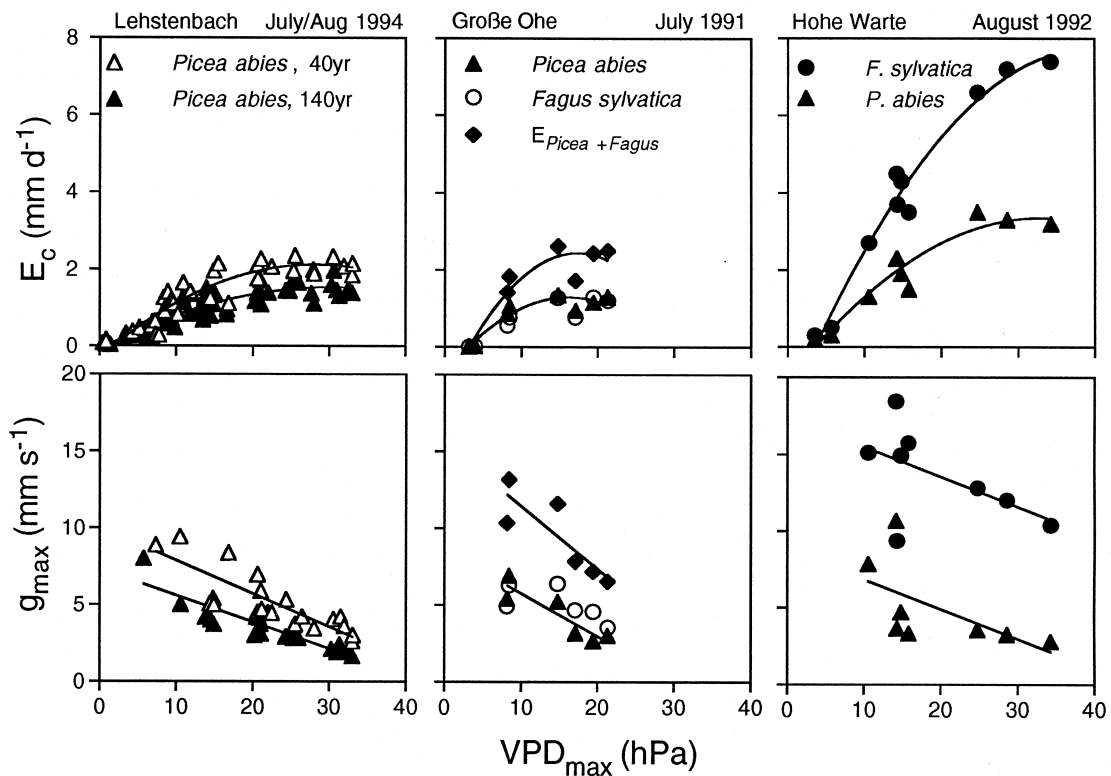 Lehstenbach July/Aug 1994
Große Ohe July 1991
Hohe Warte August 1992
8
6
4
2
0
E_c (mm d^-1)
Picea abies , 40yr
Picea abies, 140yr
Picea abies
Fagus sylvatica
E_Picea + Fagus
F. sylvatica
P. abies
20
15
10
5
0
g_max (mm s^-1)
0 10 20 30 40
0 10 20 30 40
0 10 20 30 40
VPD_max (hPa)